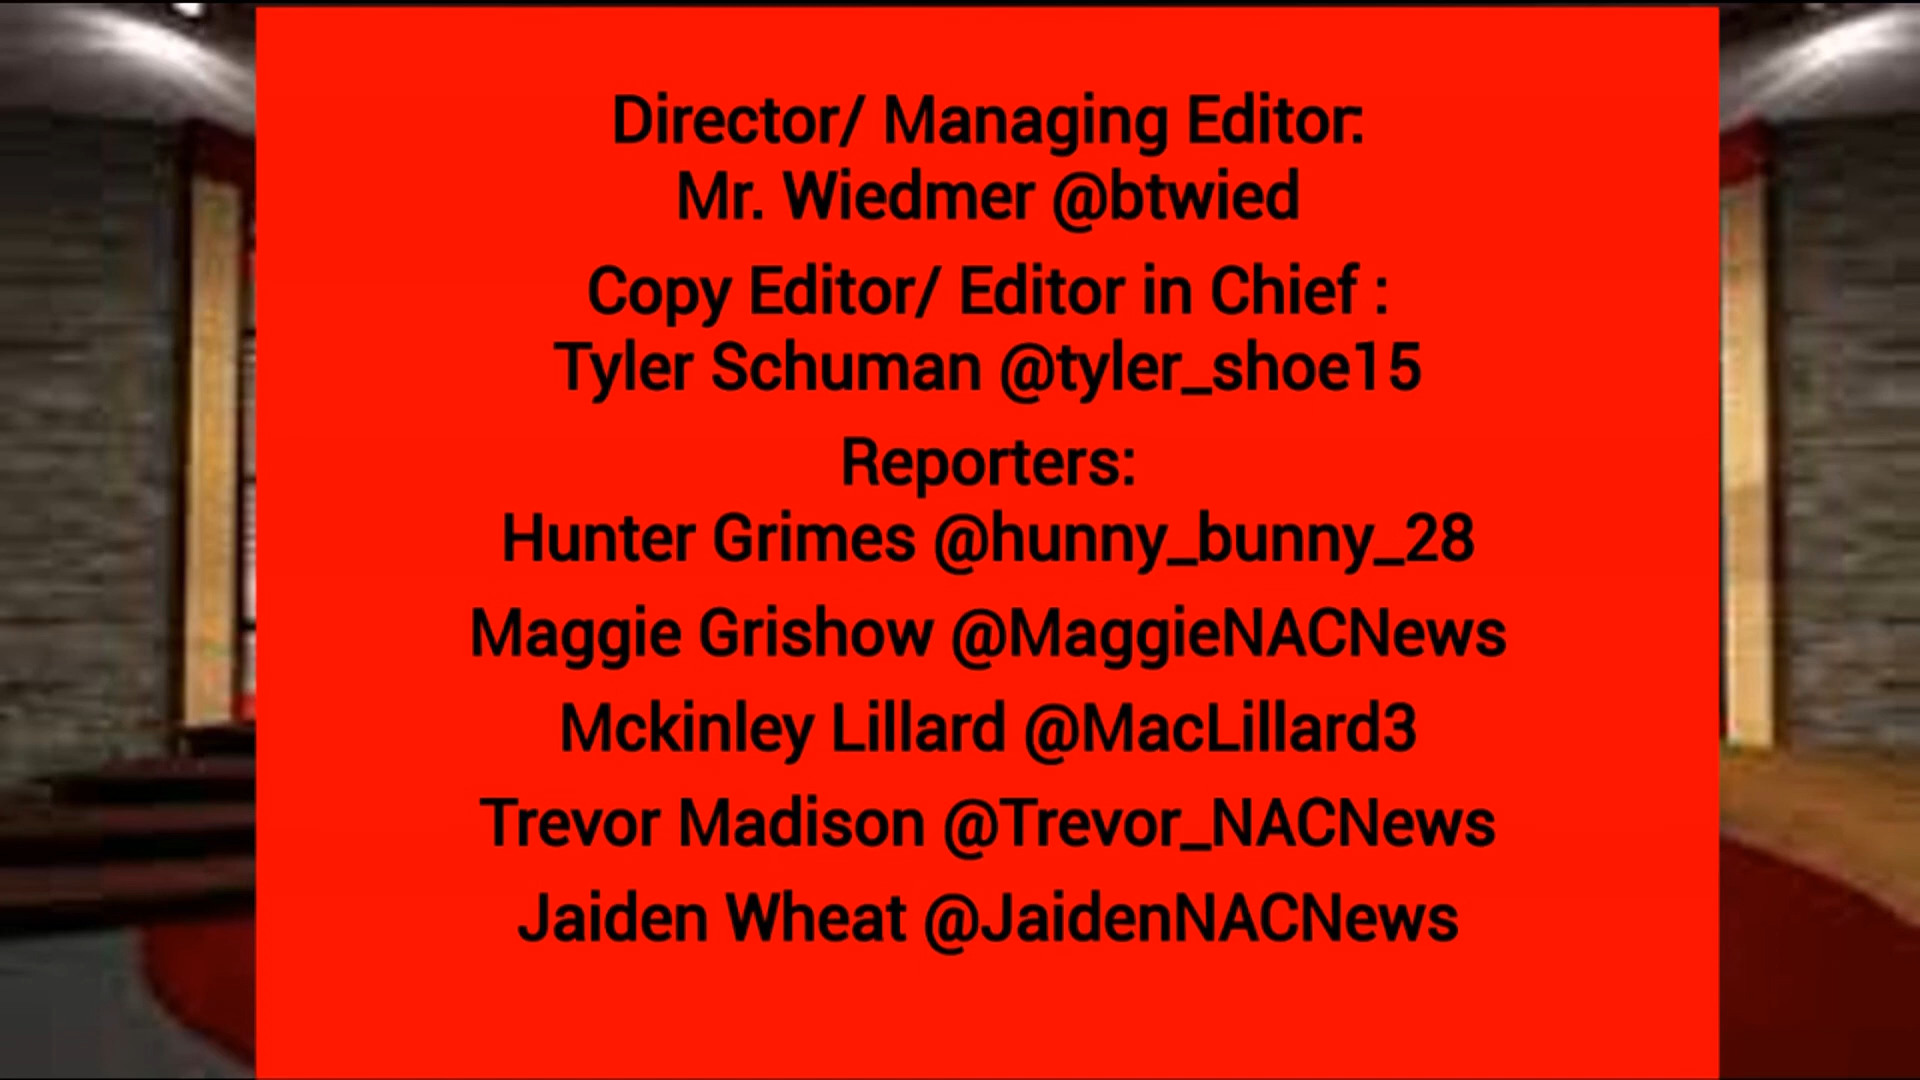 Director/ Managing Editor:
Mr. Wiedmer @btwied
Copy Editor/ Editor in Chief :
Tyler Schuman @tyler_shoe15
Reporters:
Hunter Grimes @hunny_bunny_28
Maggie Grishow @MaggieNACNews
Mckinley Lillard @MacLillard3
Trevor Madison @Trevor_NACNews
Jaiden Wheat @JaidenNACNews